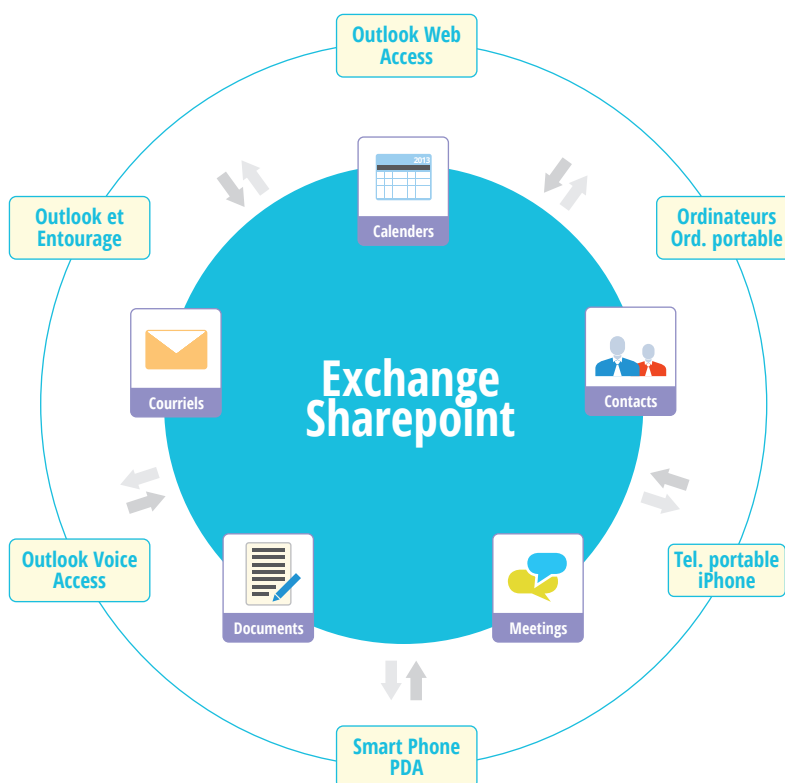 Outlook Web
Access
2013
Calenders
Outlook et
Entourage
Ordinateurs
Ord. portable
Courriels
Exchange
Sharepoint
Contacts
Outlook Voice
Access
Documents
Meetings
Tel. portable
iPhone
Smart Phone
PDA